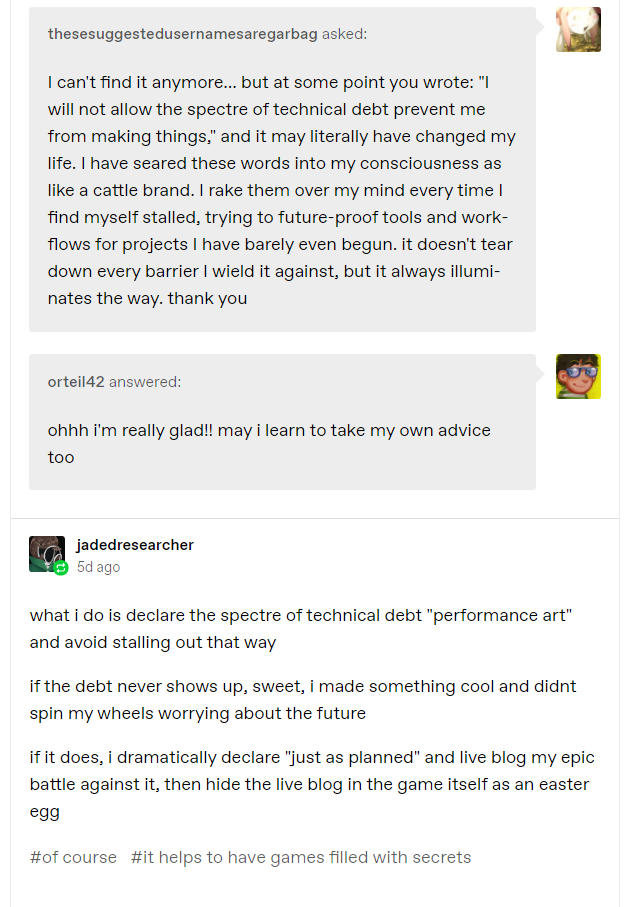 thesesuggestedusernamesaregarbag asked:
I can't find it anymore... but at some point you wrote: "I
will not allow the spectre of technical debt prevent me
from making things," and it may literally have changed my
life. I have seared these words into my consciousness as
like a cattle brand. I rake them over my mind every time I
find myself stalled, trying to future-proof tools and work-
flows for projects I have barely even begun. it doesn't tear
down every barrier I wield it against, but it always illumi-
nates the way. thank you
orteil42 answered:
ohhh i'm really glad!! may i learn to take my own advice
too
jadedresearcher
5d ago
what i do is declare the spectre of technical debt "performance art"
and avoid stalling out that way
if the debt never shows up, sweet, i made something cool and didnt
spin my wheels worrying about the future
if it does, i dramatically declare "just as planned" and live blog my epic
battle against it, then hide the live blog in the game itself as an easter
egg
#of course #it helps to have games filled with secrets